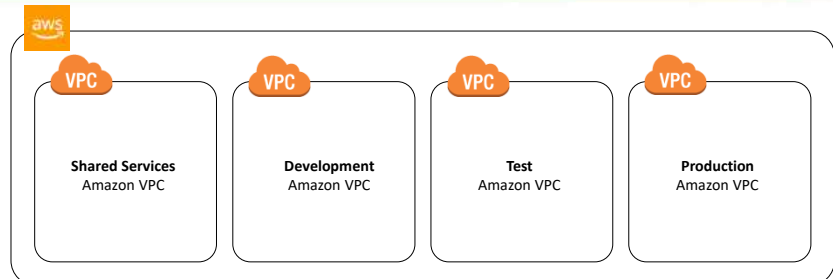 aws
VPC
VPC
VPC
VPC
Shared Services
Amazon VPC
Development
Amazon VPC
Test
Amazon VPC
Production
Amazon VPC